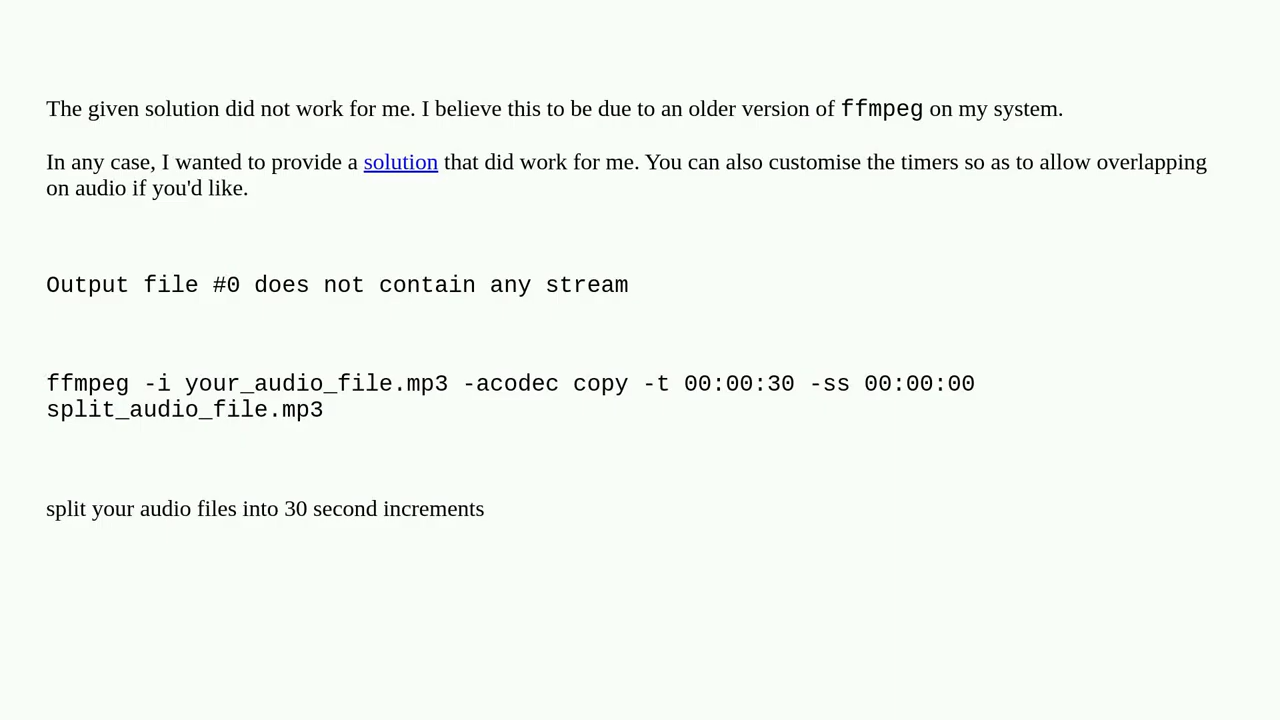 The given solution did not work for me. I believe this to be due to an older version of ffmpeg on my system.
In any case, I wanted to provide a solution that did work for me. You can also customise the timers so as to allow overlapping
on audio if you'd like.
Output file #0 does not contain any stream
ffmpeg -i your_audio_file.mp3 -acodec copy -t 00:00:30 -ss 00:00:00
split_audio_file.mp3
split your audio files into 30 second increments